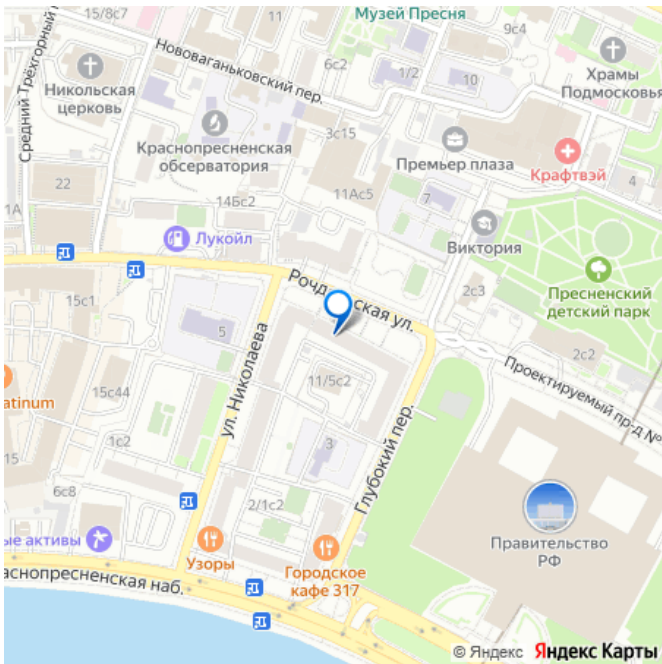 15/8с7
11
Музей Пресня
9с4
Нововаганьковский пер.
6с2
1/2
10
Храмы
Подмосковья
Никольская
церковь
Средний Трёхгорный
3с15
Краснопресненская
обсерватория
Премьер плаза
Крафтвэй
4
22
11Ас5
7
1А
14Бс2
Лукойл
Виктория
Рочдельская ул.
2с3
Пресненский
детский парк
15с1
5
2с2
ул. Николаева
Проектируемый пр-д №
11/5с2
15с44
atinum
1с2
3
Глубокий пер.
15
6с8
2/1с2
Правительство
РФ
ые активы
Узоры
Городское
кафе 317
раснопресненская наб.
© Яндекс Яндекс Карты